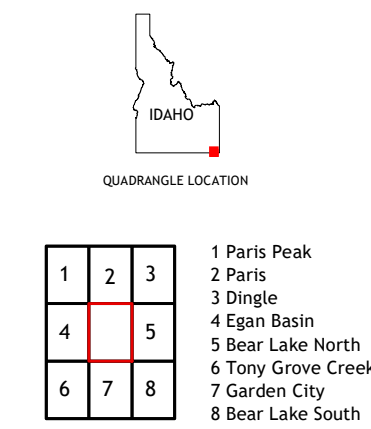 IDAHO
QUADRANGLE LOCATION
1 2 3
4 5
6 7 8
1 Paris Peak
2 Paris
3 Dingle
4 Egan Basin
5 Bear Lake North
6 Tony Grove Creek
7 Garden City
8 Bear Lake South